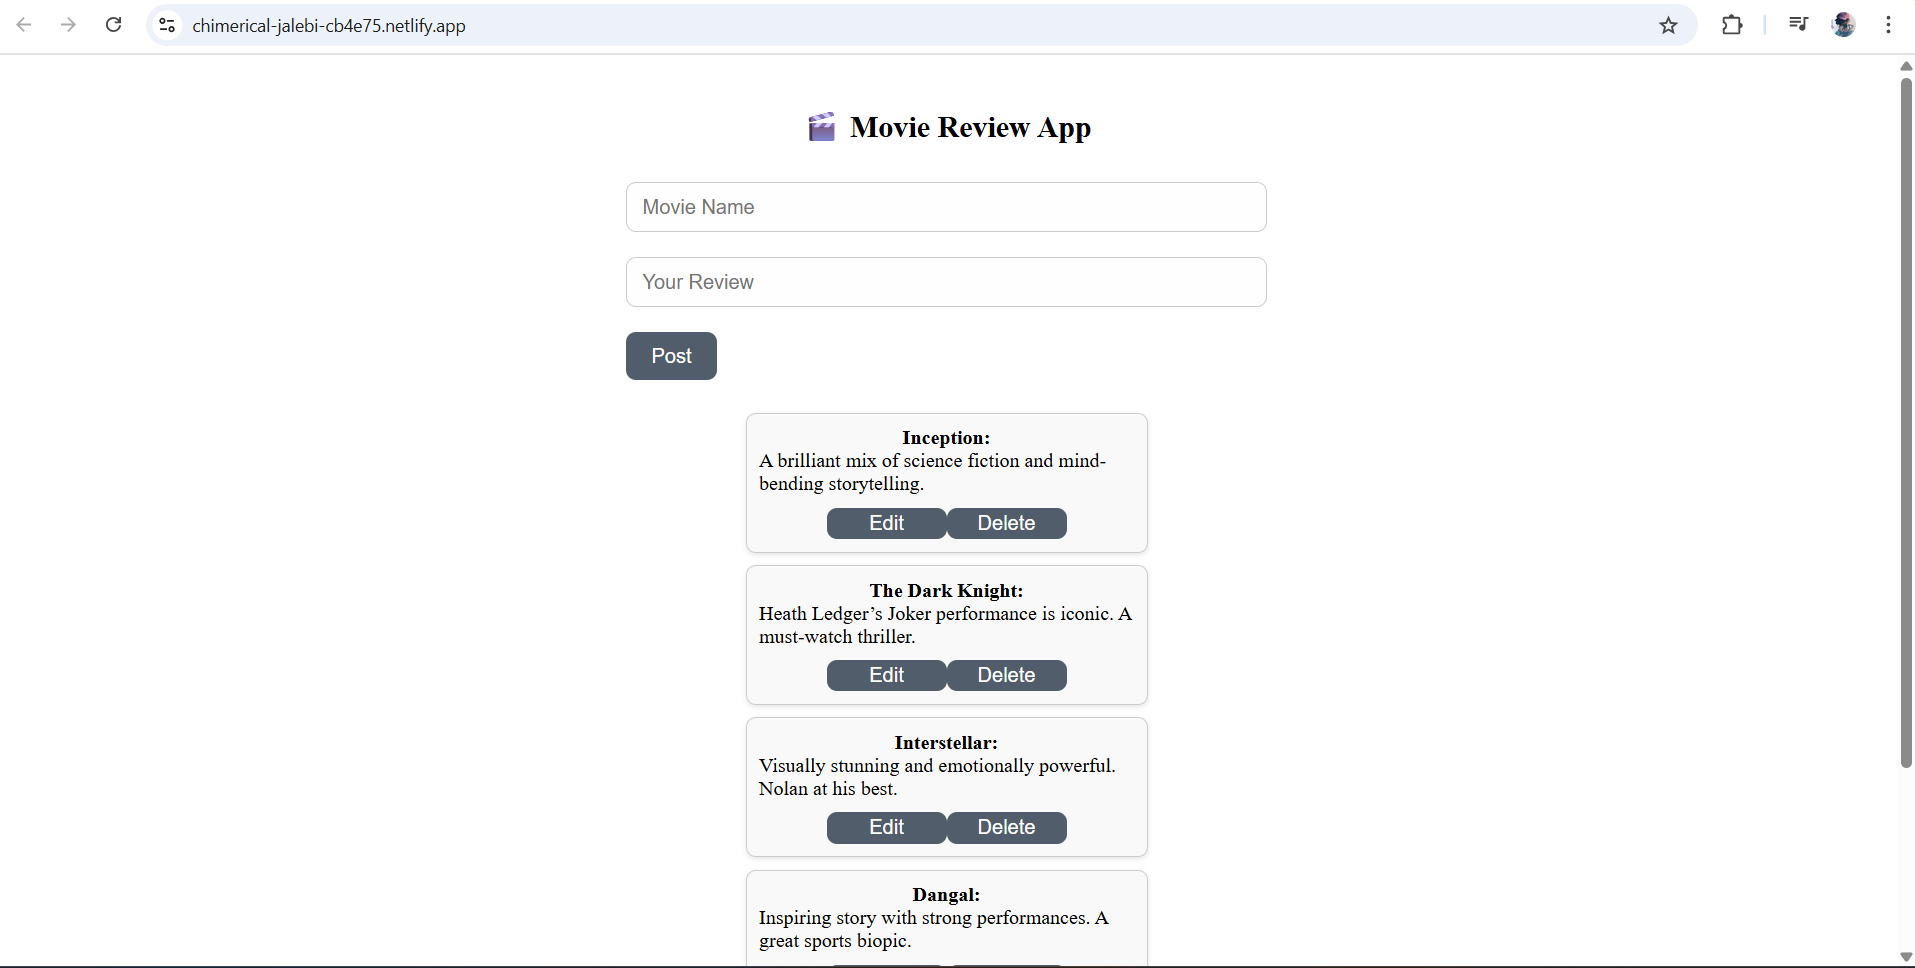 chimerical-jalebi-cb4e75.netlify.app
🎬 Movie Review App
Movie Name
Your Review
Post
Inception:
A brilliant mix of science fiction and mind-
bending storytelling.
Edit Delete
The Dark Knight:
Heath Ledger’s Joker performance is iconic. A
must-watch thriller.
Edit Delete
Interstellar:
Visually stunning and emotionally powerful.
Nolan at his best.
Edit Delete
Dangal:
Inspiring story with strong performances. A
great sports biopic.